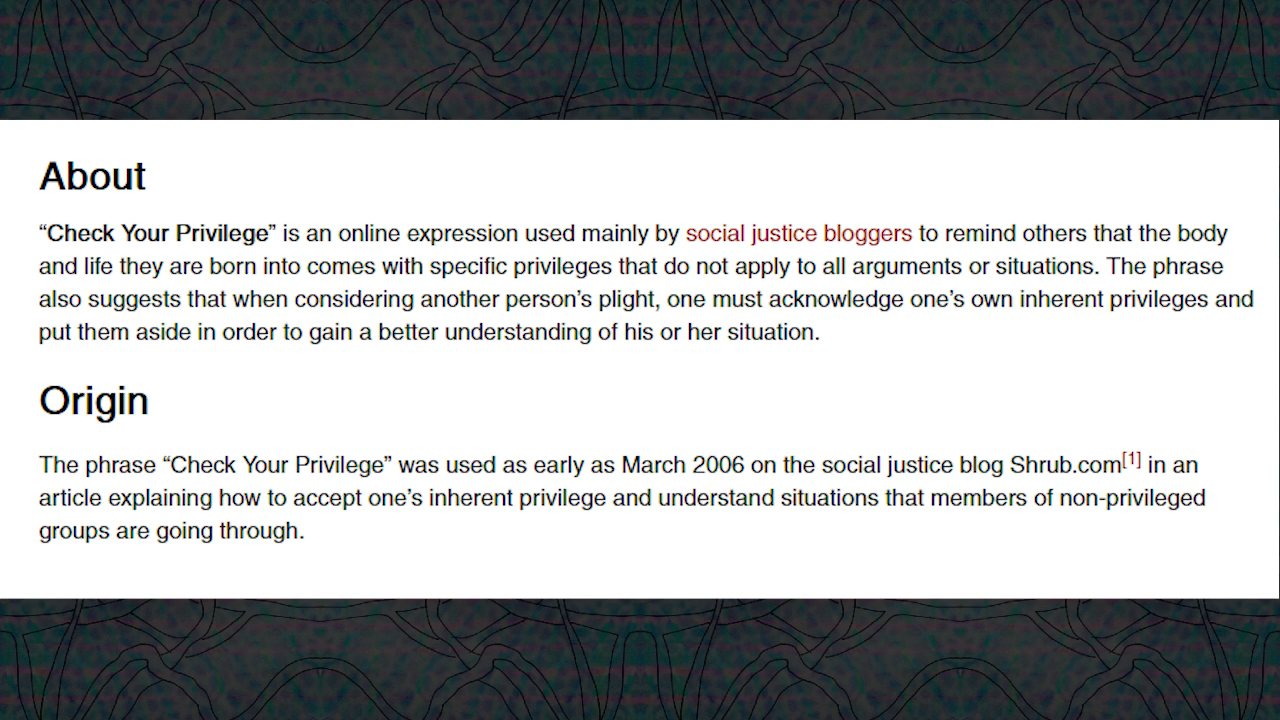 About
“Check Your Privilege” is an online expression used mainly by social justice bloggers to remind others that the body
and life they are born into comes with specific privileges that do not apply to all arguments or situations. The phrase
also suggests that when considering another person’s plight, one must acknowledge one’s own inherent privileges and
put them aside in order to gain a better understanding of his or her situation.
Origin
The phrase “Check Your Privilege” was used as early as March 2006 on the social justice blog Shrub.com[1] in an
article explaining how to accept one’s inherent privilege and understand situations that members of non-privileged
groups are going through.